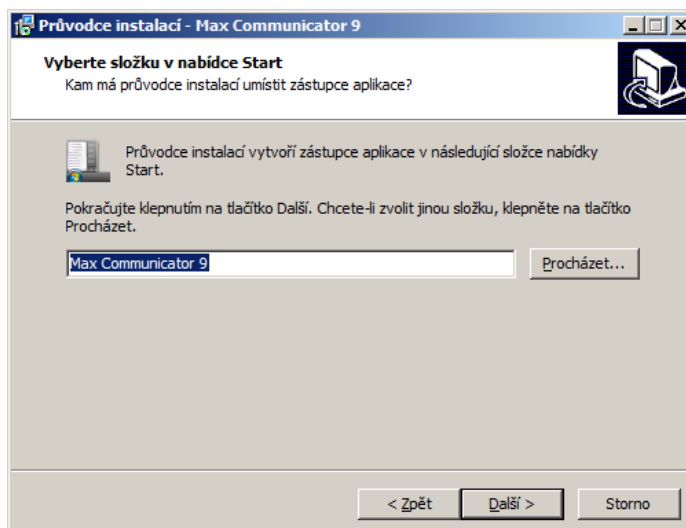 Průvodce instalací - Max Communicator 9
Vyberte složku v nabídce Start
Kam má průvodce instalací umístit zástupce aplikace?
Průvodce instalací vytvoří zástupce aplikace v následující složce nabídky
Start.
Pokračujte klepnutím na tlačítko Další. Chcete-li zvolit jinou složku, klepněte na tlačítko
Procházet.
Max Communicator 9
Procházet...
< Zpět
Další >
Storno